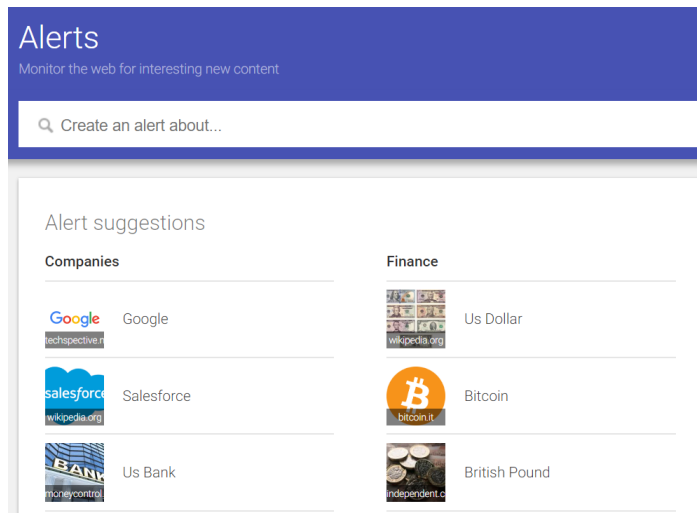 Alerts
Monitor the web for interesting new content
Create an alert about...
Alert suggestions
Companies
Finance
Google
techspective.n
Google
wikipedia.org
Us Dollar
salesforce
wikipedia.org
Salesforce
bitcoin.it
Bitcoin
BANK
moneycontrol.
Us Bank
independent.c
British Pound